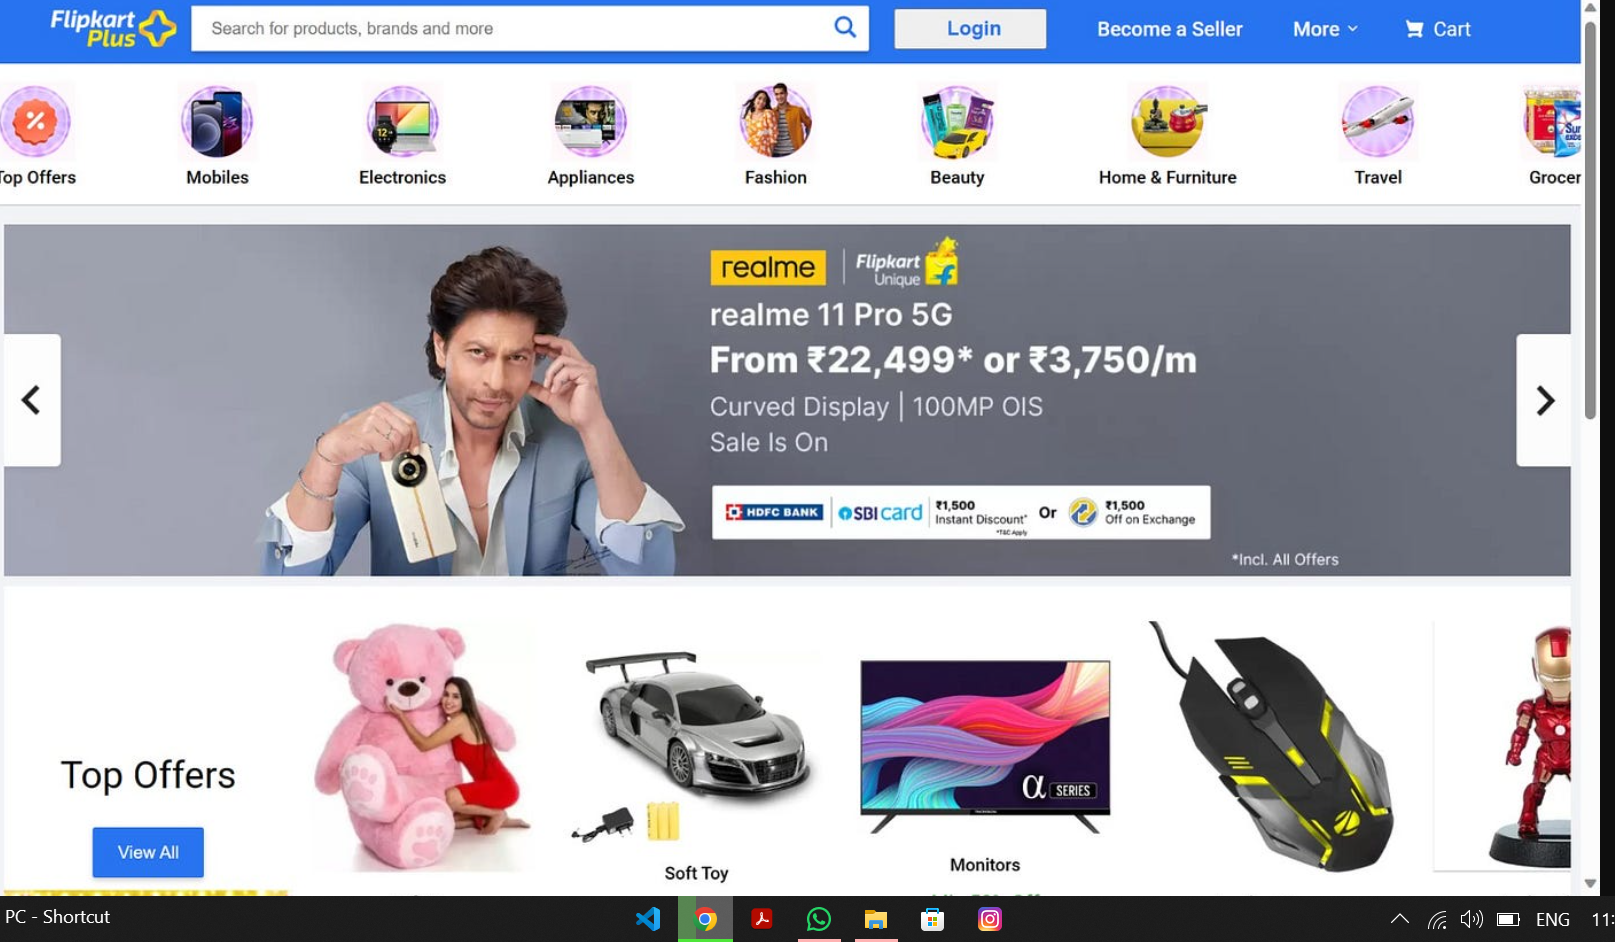 Flipkart
Plus
Search for products, brands and more
Login
Become a Seller
More
Cart
Top Offers
Mobiles
Electronics
Appliances
Fashion
Beauty
Home & Furniture
Travel
Grocer
realme
Flipkart
Unique
realme 11 Pro 5G
From ₹22,499* or ₹3,750/m
Curved Display | 100MP OIS
Sale Is On
HDFC BANK
SBI card
₹1,500
Instant Discount*
*T&C Apply
Or
₹1,500
Off on Exchange
*Incl. All Offers
Top Offers
View All
α SERIES
Soft Toy
Monitors
PC - Shortcut
ENG
11: